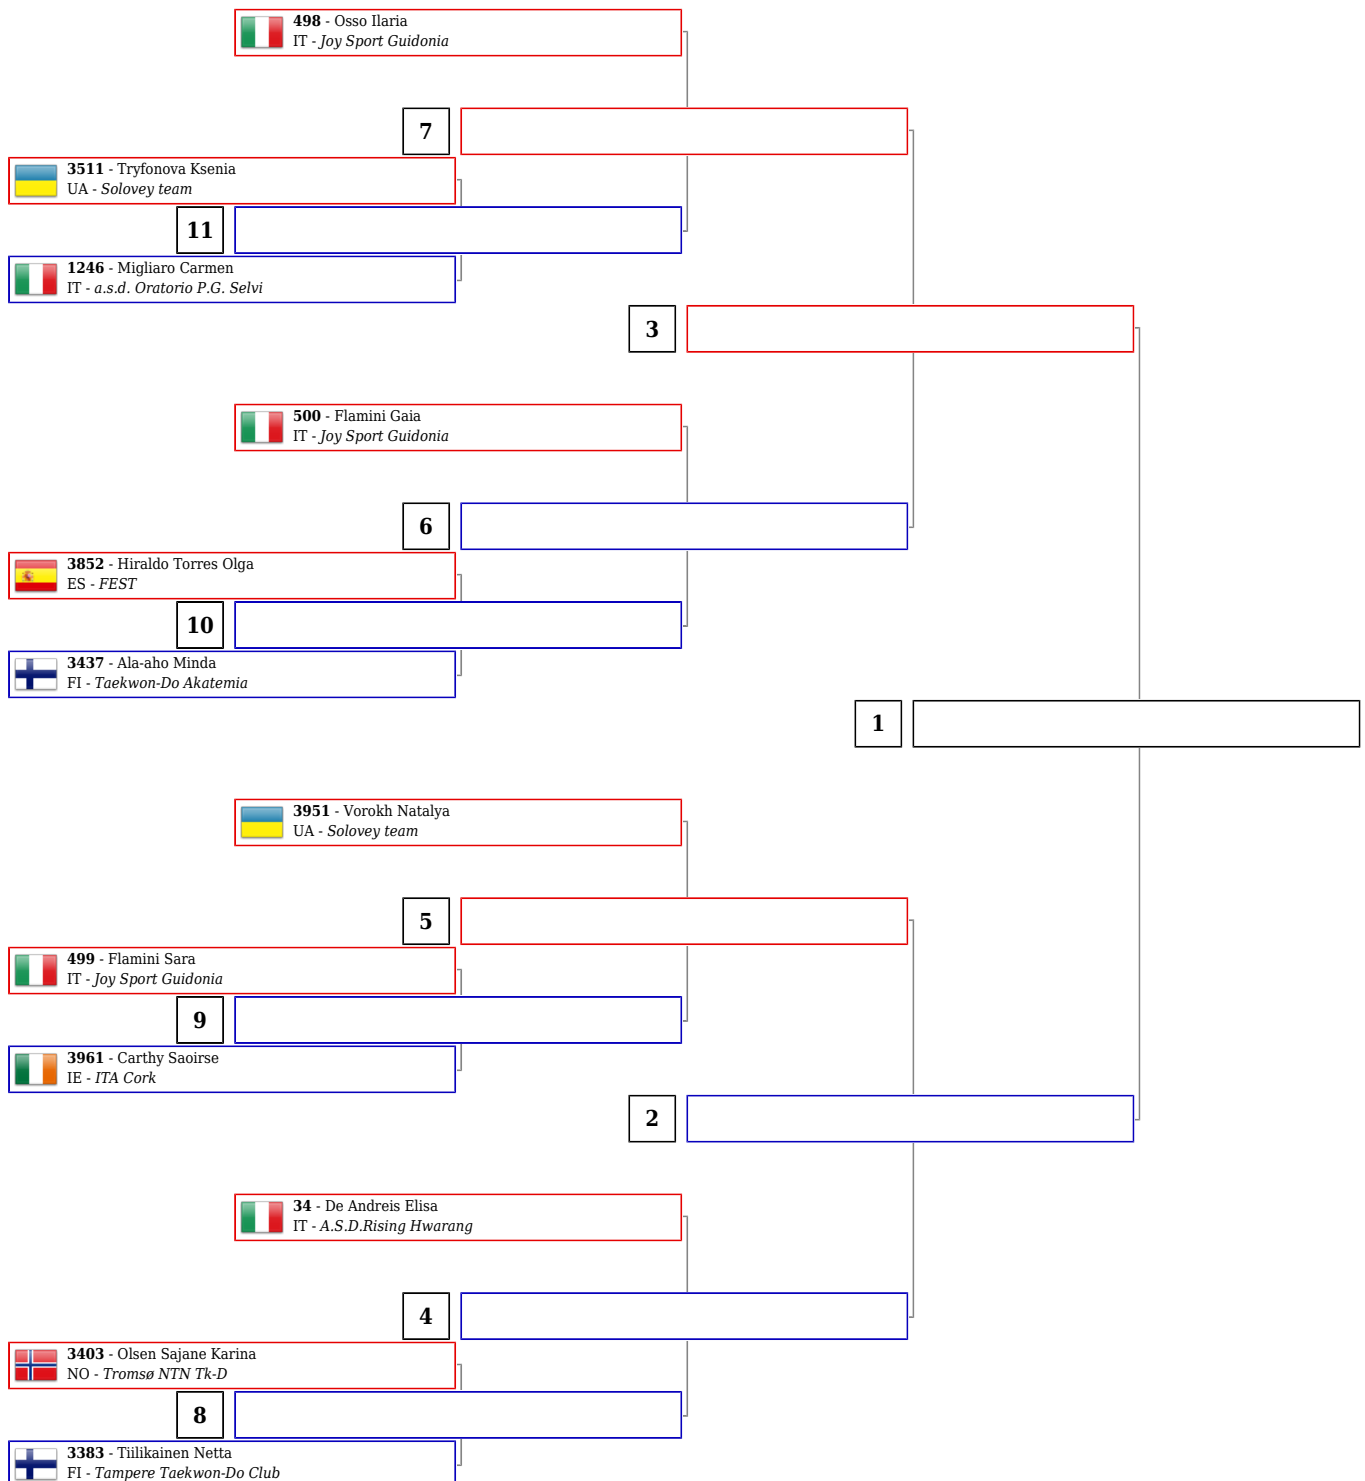 498 - Osso Ilaria
IT - Joy Sport Guidonia
7
3511 - Tryfonova Ksenia
UA - Solovey team
11
1246 - Migliaro Carmen
IT - a.s.d. Oratorio P.G. Selvi
3
500 - Flamini Gaia
IT - Joy Sport Guidonia
6
3852 - Hiraldo Torres Olga
ES - FEST
10
3437 - Ala-aho Minda
FI - Taekwon-Do Akatemia
1
3951 - Vorokh Natalya
UA - Solovey team
5
499 - Flamini Sara
IT - Joy Sport Guidonia
9
3961 - Carthy Saoirse
IE - ITA Cork
2
34 - De Andreis Elisa
IT - A.S.D.Rising Hwarang
4
3403 - Olsen Sajane Karina
NO - Tromsø NTN Tk-D
8
3383 - Tiilikainen Netta
FI - Tampere Taekwon-Do Club